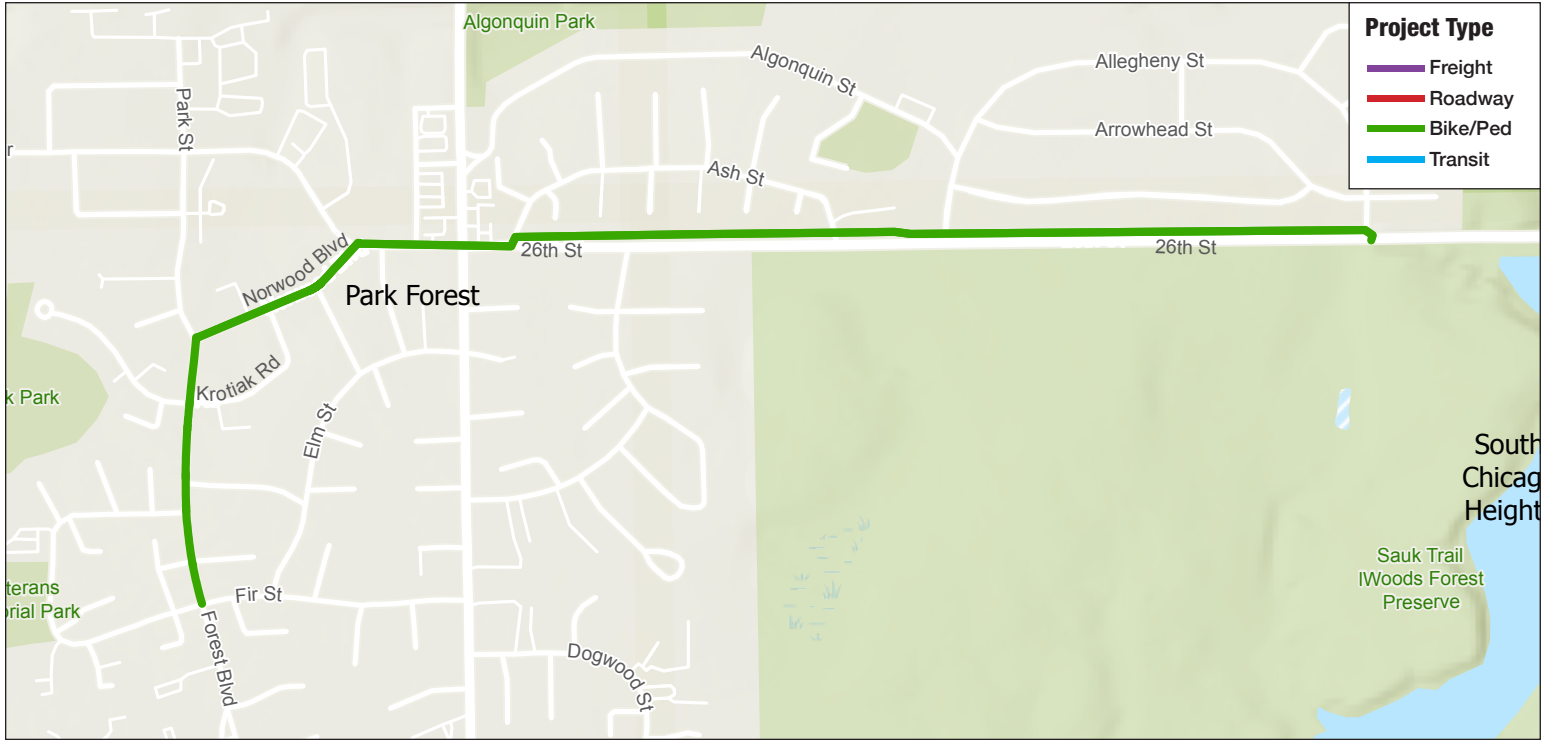 Algonquin Park
Project Type
Freight
Roadway
Bike/Ped
Transit
Algonquin St
Allegheny St
Park St
Arrowhead St
r
Ash St
26th St
26th St
Norwood Blvd
Park Forest
Krotiak Rd
k Park
Elm St
South
Chicag
Height
Sauk Trail
IWoods Forest
Preserve
terans
orial Park
Fir St
Forest Blvd
Dogwood St